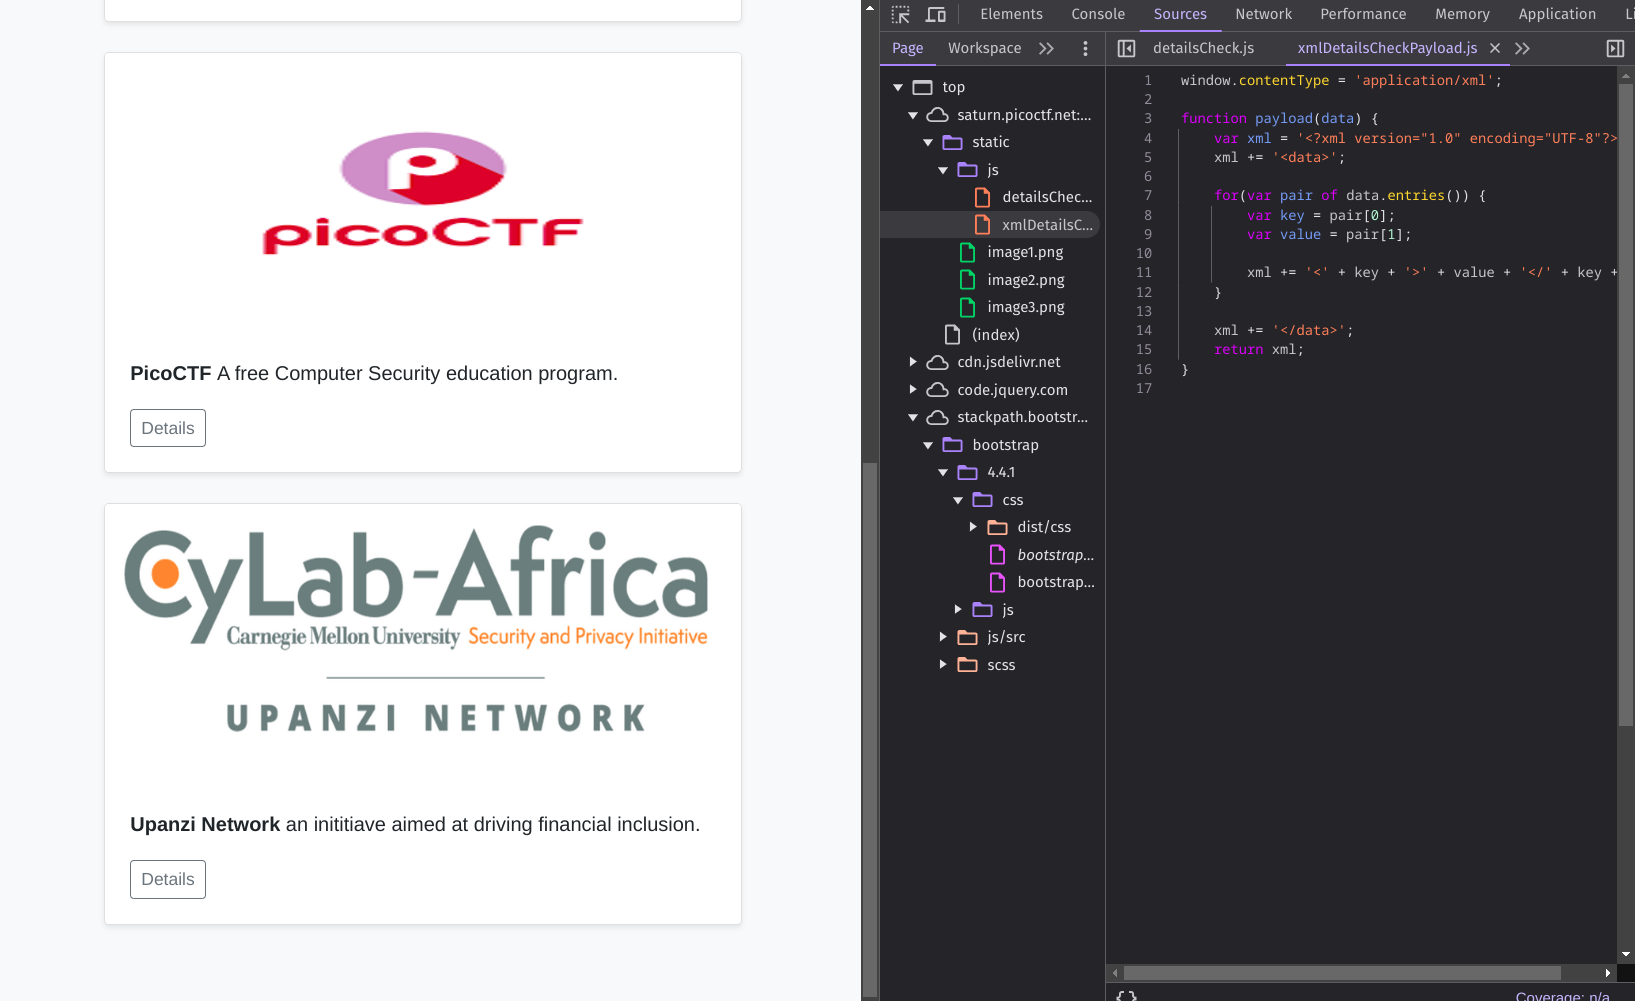 picoCTF
PicoCTF A free Computer Security education program.
Details
CyLab-Africa
Carnegie Mellon University Security and Privacy Initiative
UPANZI NETWORK
Upanzi Network an inititiave aimed at driving financial inclusion.
Details
Elements Console Sources Network Performance Memory Application Li
Page Workspace
top
saturn.picoctf.net:...
static
js
detailsChec...
xmlDetailsC...
image1.png
image2.png
image3.png
(index)
cdn.jsdelivr.net
code.jquery.com
stackpath.bootstr...
bootstrap
4.4.1
css
dist/css
bootstrap...
bootstrap...
js
js/src
scss
detailsCheck.js xmlDetailsCheckPayload.js
1 window.contentType = 'application/xml';
2
3 function payload(data) {
4     var xml = '<?xml version="1.0" encoding="UTF-8"?>
5     xml += '<data>';
6
7     for(var pair of data.entries()) {
8         var key = pair[0];
9         var value = pair[1];
10
11         xml += '<' + key + '>' + value + '</' + key +
12     }
13
14     xml += '</data>';
15     return xml;
16 }
17
{} Coverage: n/a